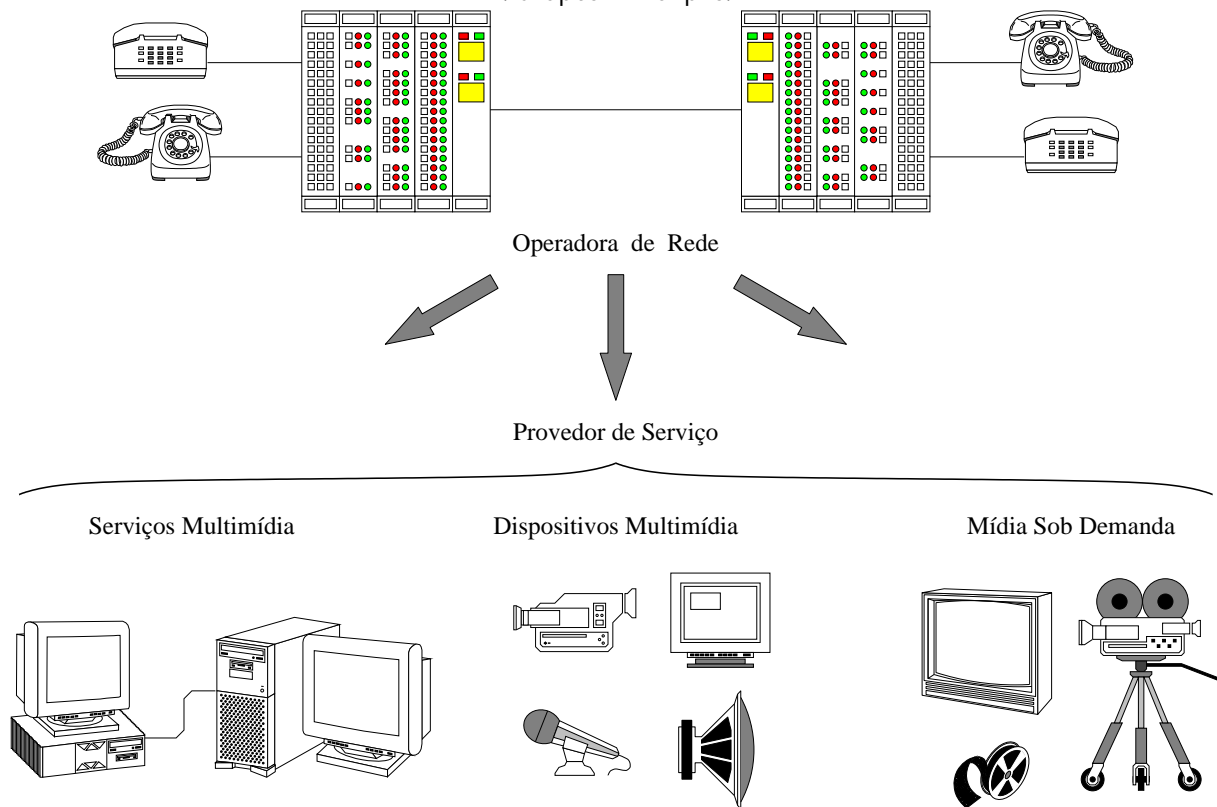 Operadora de Rede
Provedor de Serviço
Serviços Multimídia
Dispositivos Multimídia
Mídia Sob Demanda